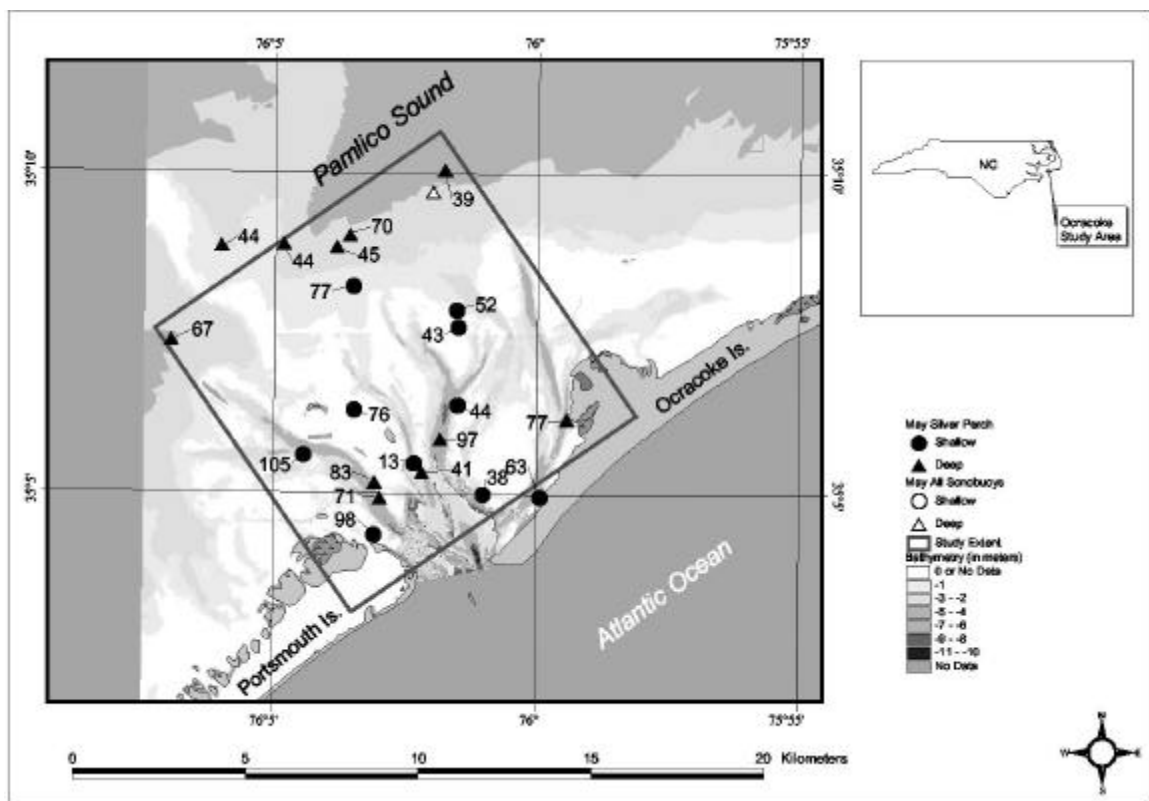 76°5'
76°
75°55'
Pamlico Sound
35°10'
35°10'
39
70
44
44
45
77
52
43
67
NC
Ocracoke
Study Area
Ocracoke Is.
76
44
77
97
105
13
41
83
38
63
71
98
35°5'
35°5'
Atlantic Ocean
Portsmouth Is.
76°5'
76°
75°55'
May Silver Perch
Shallow
Deep
May All Sonobuoys
Shallow
Deep
Study Extent
Bathymetry (in meters)
0 or No Data
-1
-3 - -2
-5 - -4
-7 - -6
-9 - -8
-11 - -10
No Data
0
5
10
15
20 Kilometers
N
W
E
S